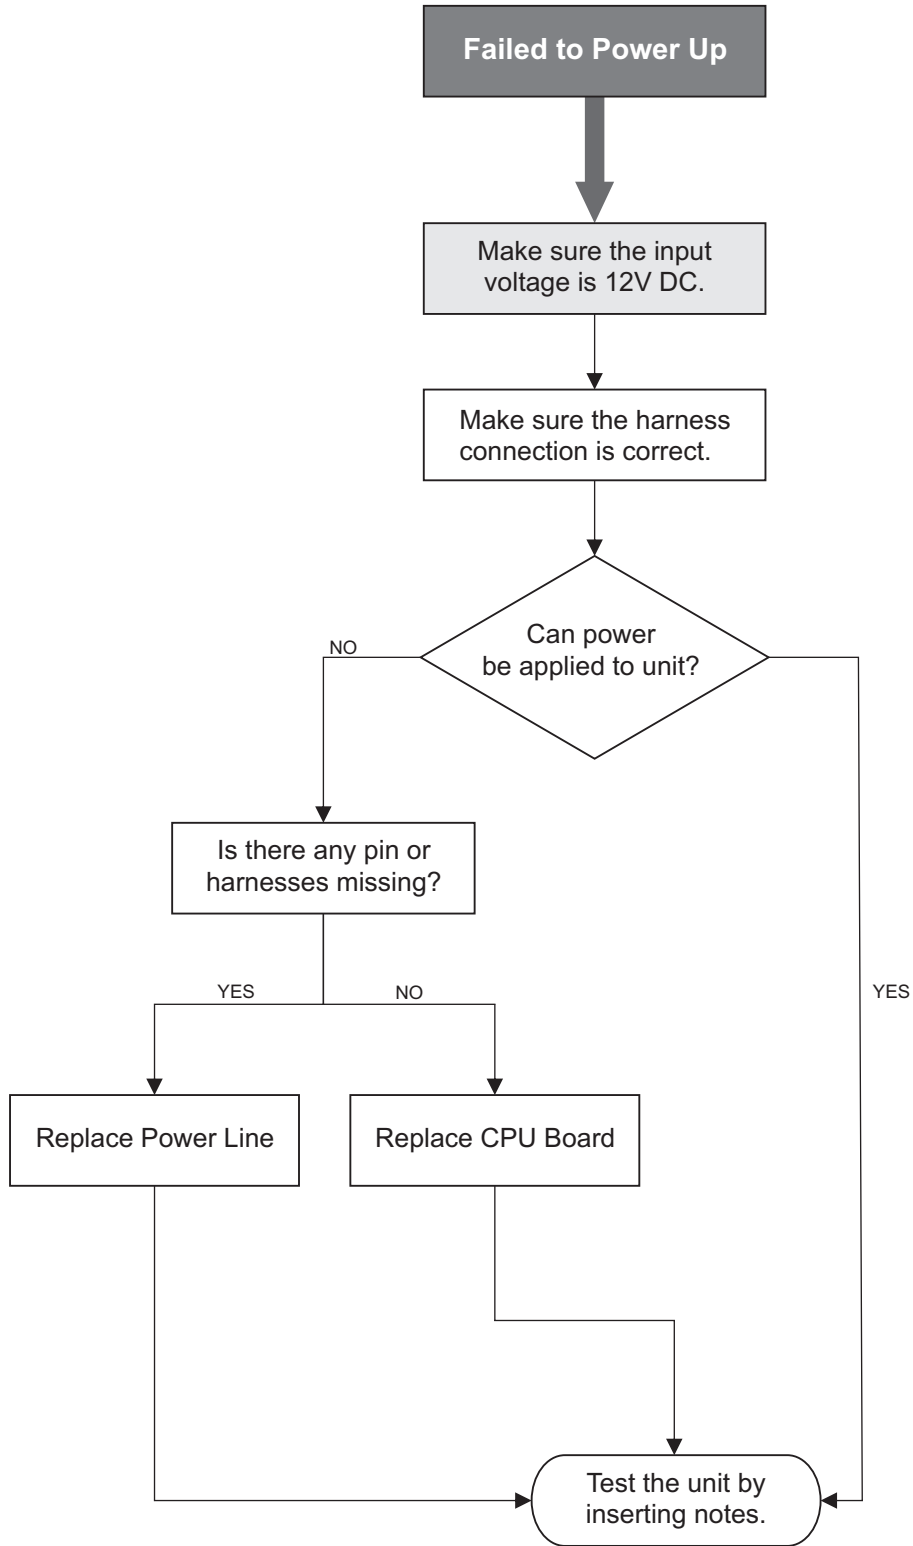 Failed to Power Up
Make sure the input
voltage is 12V DC.
Make sure the harness
connection is correct.
Can power
be applied to unit?
NO
Is there any pin or
harnesses missing?
YES
NO
YES
Replace Power Line
Replace CPU Board
Test the unit by
inserting notes.